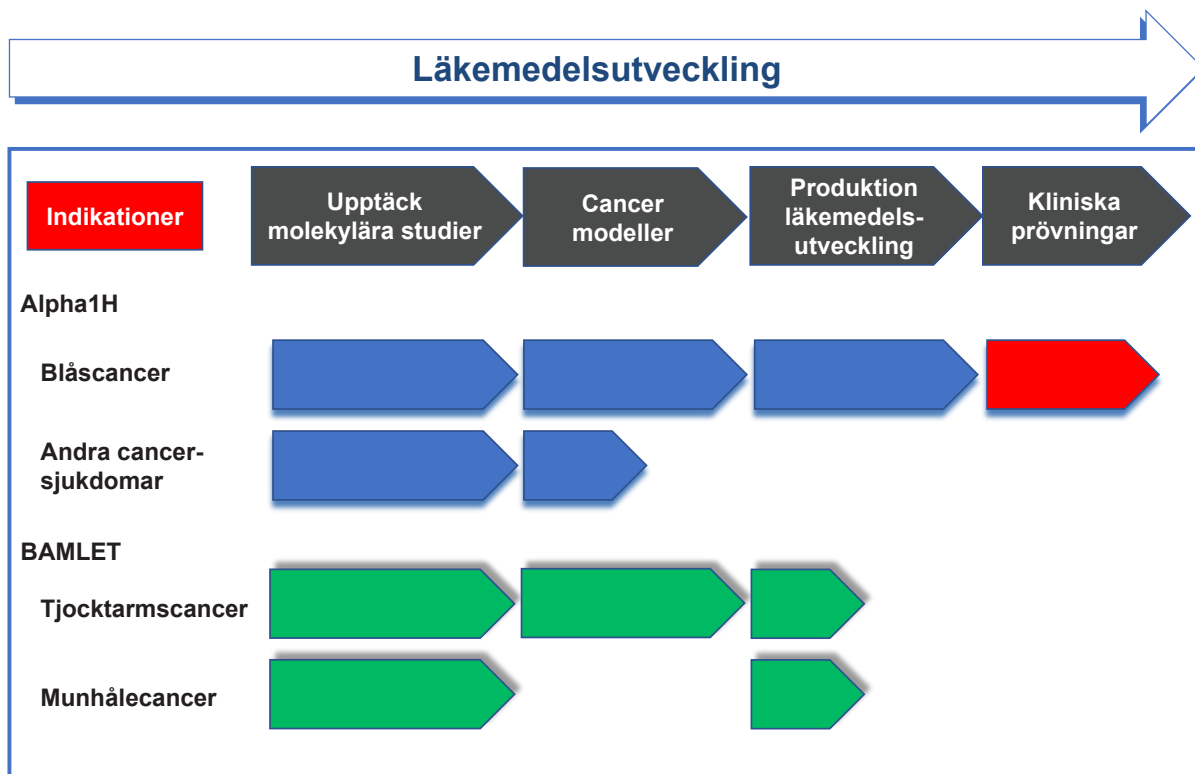 Läkemedelsutveckling
Indikationer
Upptäck
molekylära studier
Cancer
modeller
Produktion
läkemedels-
utveckling
Kliniska
prövningar
Alpha1H
Blåscancer
Andra cancer-
sjukdomar
BAMLET
Tjocktarmscancer
Munhålecancer